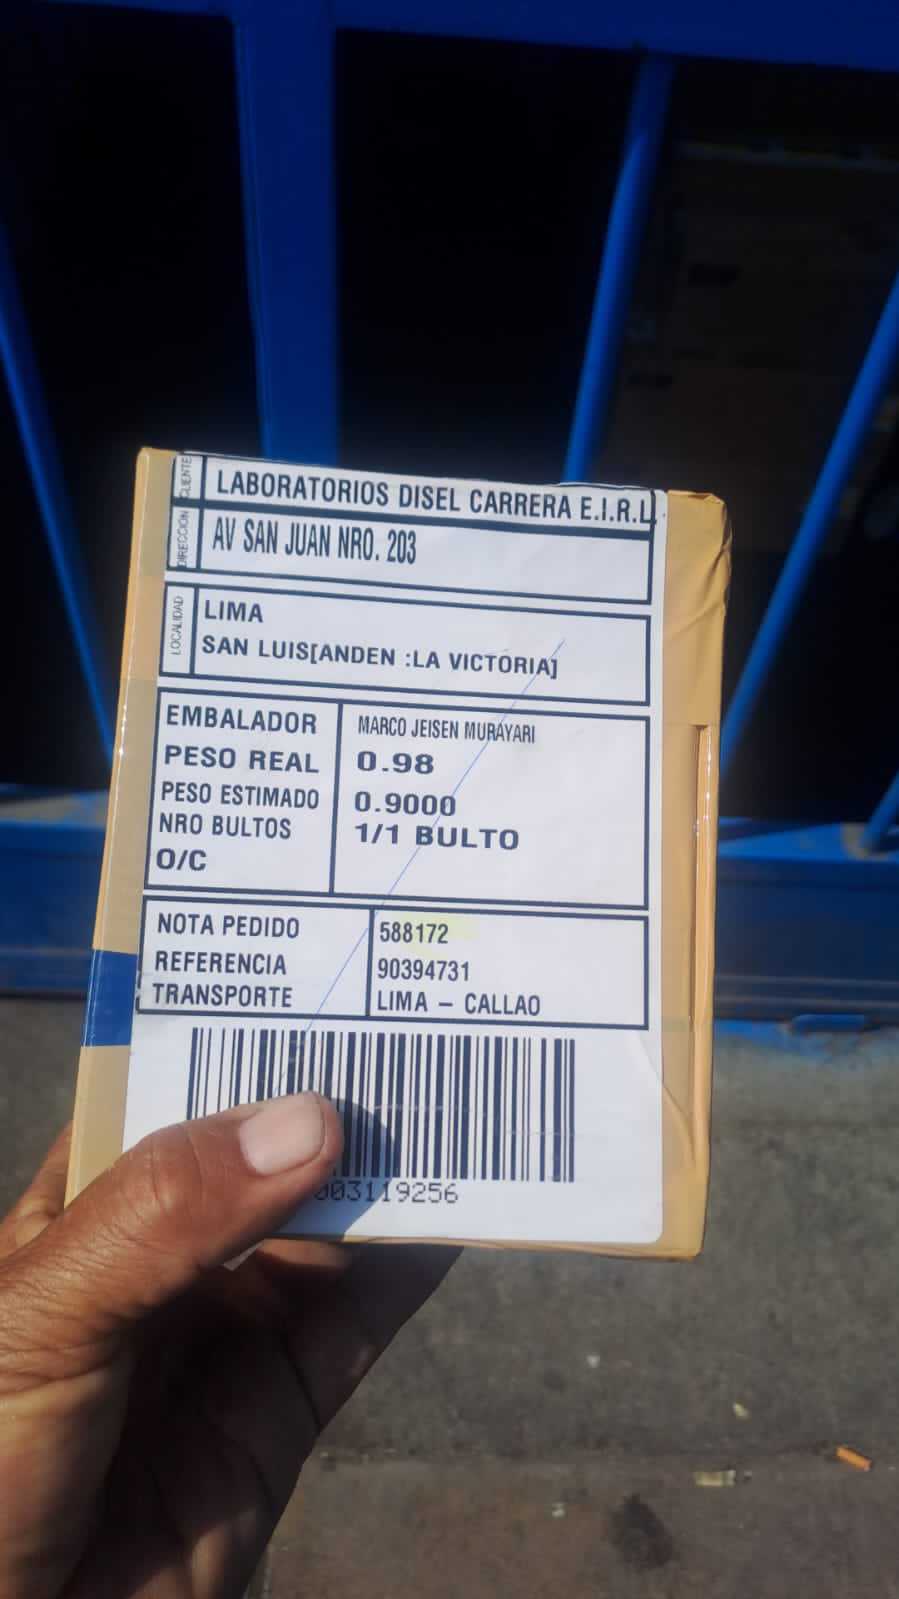 CLIENTE LABORATORIOS DISEL CARRERA E.I.R.L.
DIRECCION AV SAN JUAN NRO. 203
LOCALIDAD LIMA
SAN LUIS[ANDEN :LA VICTORIA]
EMBALADOR MARCO JEISEN MURAYARI
PESO REAL 0.98
PESO ESTIMADO 0.9000
NRO BULTOS 1/1 BULTO
O/C
NOTA PEDIDO 588172
REFERENCIA 90394731
TRANSPORTE LIMA – CALLAO
003119256